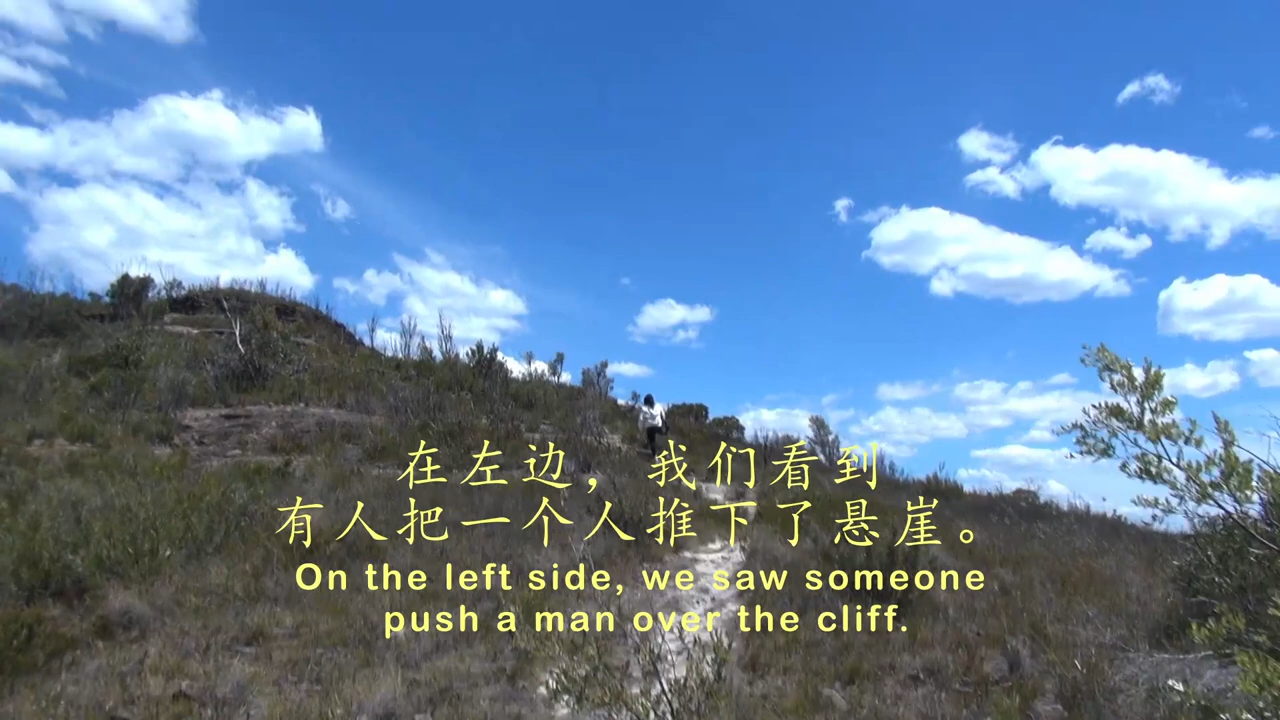 在左边，我们看到
有人把一个人推下了悬崖。
On the left side, we saw someone
push a man over the cliff.